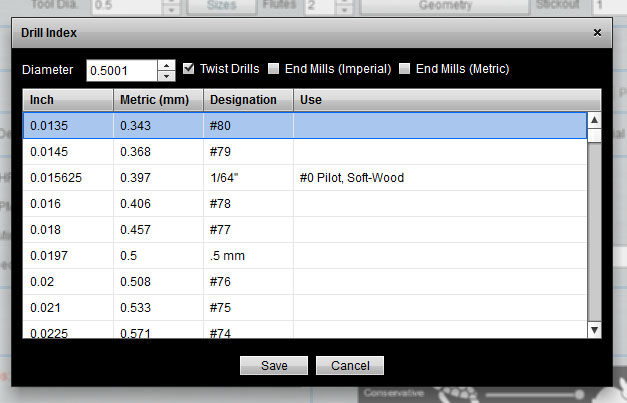 Tool Dia. 0.5 Sizes Flutes 2 Geometry Stickout 1
Drill Index ×
Diameter 0.5001 Twist Drills End Mills (Imperial) End Mills (Metric)
Inch Metric (mm) Designation Use
0.0135 0.343 #80
0.0145 0.368 #79
0.015625 0.397 1/64" #0 Pilot, Soft-Wood
0.016 0.406 #78
0.018 0.457 #77
0.0197 0.5 .5 mm
0.02 0.508 #76
0.021 0.533 #75
0.0225 0.571 #74
Save Cancel
Conservative